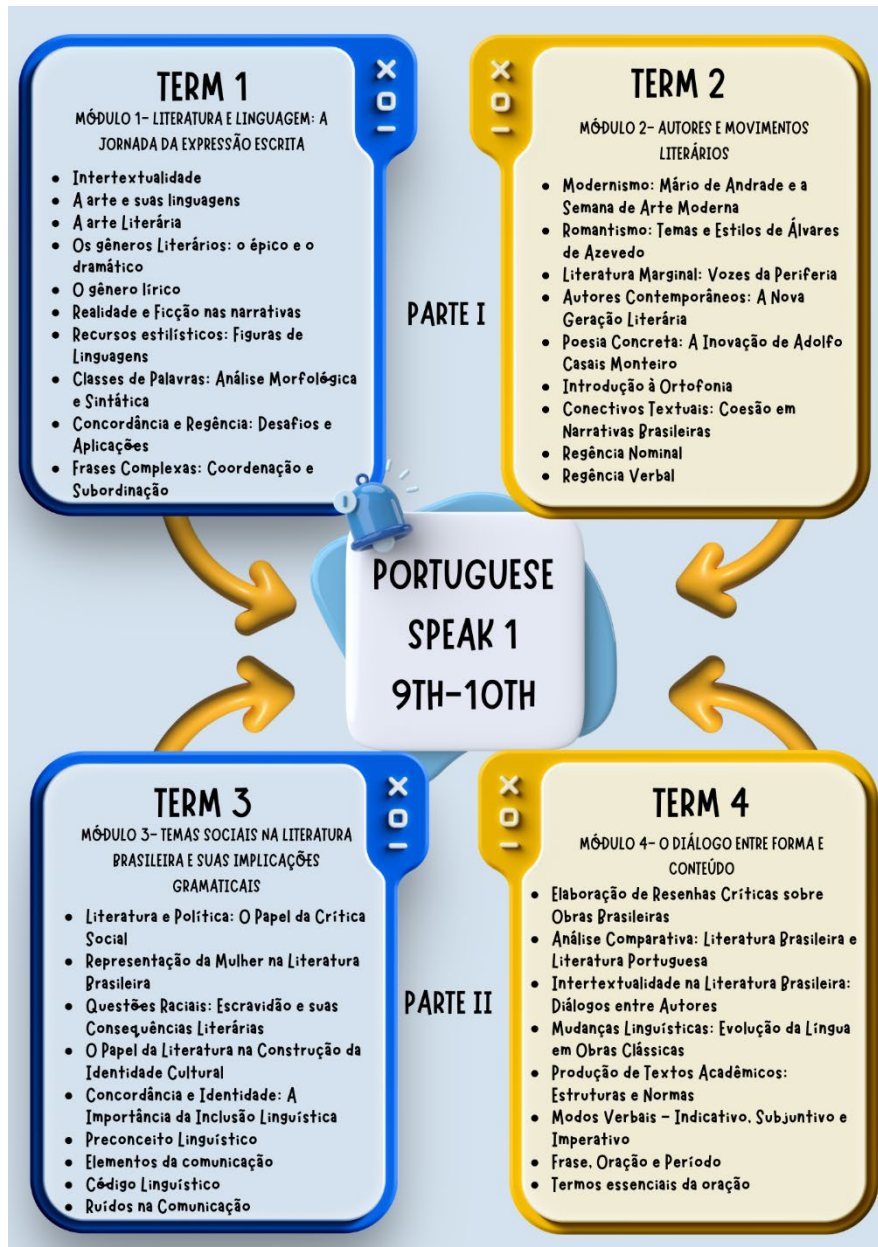 TERM 1
MÓDULO 1- LITERATURA E LINGUAGEM: A
JORNADA DA EXPRESSÃO ESCRITA
• Intertextualidade
• A arte e suas linguagens
• A arte Literária
• Os gêneros Literários: o épico e o
dramático
• O gênero lírico
• Realidade e Ficção nas narrativas
• Recursos estilísticos: Figuras de
Linguagens
• Classes de Palavras: Análise Morfológica
e Sintática
• Concordância e Regência: Desafios e
Aplicações
• Frases Complexas: Coordenação e
Subordinação
TERM 2
MÓDULO 2- AUTORES E MOVIMENTOS
LITERÁRIOS
• Modernismo: Mário de Andrade e a
Semana de Arte Moderna
• Romantismo: Temas e Estilos de Álvares
de Azevedo
• Literatura Marginal: Vozes da Periferia
• Autores Contemporâneos: A Nova
Geração Literária
• Poesia Concreta: A Inovação de Adolfo
Casais Monteiro
• Introdução à Ortofonia
• Conectivos Textuais: Coesão em
Narrativas Brasileiras
• Regência Nominal
• Regência Verbal
PARTE I
PORTUGUESE
SPEAK 1
9TH-10TH
TERM 3
MÓDULO 3- TEMAS SOCIAIS NA LITERATURA
BRASILEIRA E SUAS IMPLICAÇÕES
GRAMATICAIS
• Literatura e Política: O Papel da Crítica
Social
• Representação da Mulher na Literatura
Brasileira
• Questões Raciais: Escravidão e suas
Consequências Literárias
• O Papel da Literatura na Construção da
Identidade Cultural
• Concordância e Identidade: A
Importância da Inclusão Linguística
• Preconceito Linguístico
• Elementos da comunicação
• Código Linguístico
• Ruídos na Comunicação
PARTE II
TERM 4
MÓDULO 4- O DIÁLOGO ENTRE FORMA E
CONTEÚDO
• Elaboração de Resenhas Críticas sobre
Obras Brasileiras
• Análise Comparativa: Literatura Brasileira e
Literatura Portuguesa
• Intertextualidade na Literatura Brasileira:
Diálogos entre Autores
• Mudanças Linguísticas: Evolução da Língua
em Obras Clássicas
• Produção de Textos Acadêmicos:
Estruturas e Normas
• Modos Verbais – Indicativo, Subjuntivo e
Imperativo
• Frase, Oração e Período
• Termos essenciais da oração